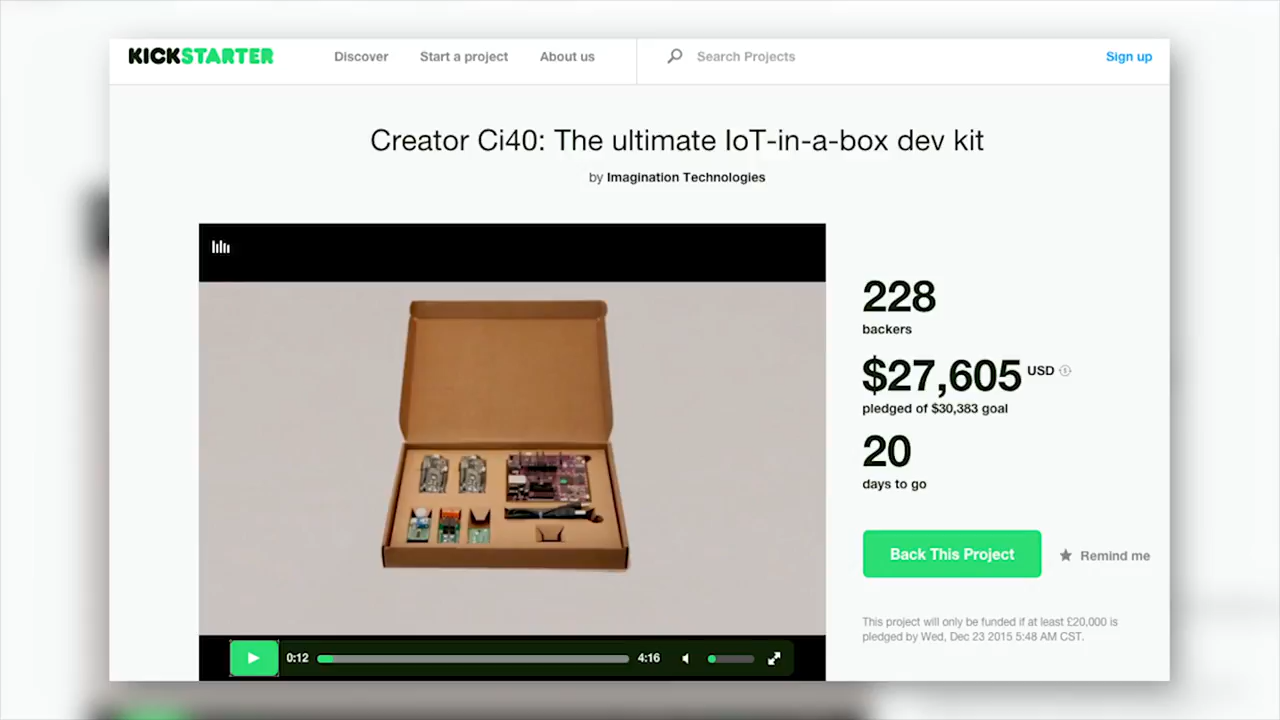 KICKSTARTER
Discover
Start a project
About us
Search Projects
Sign up
Creator Ci40: The ultimate IoT-in-a-box dev kit
by Imagination Technologies
228
backers
$27,605 USD
pledged of $30,383 goal
20
days to go
Back This Project
Remind me
This project will only be funded if at least £20,000 is
pledged by Wed, Dec 23 2015 5:48 AM CST.
0:12
4:16